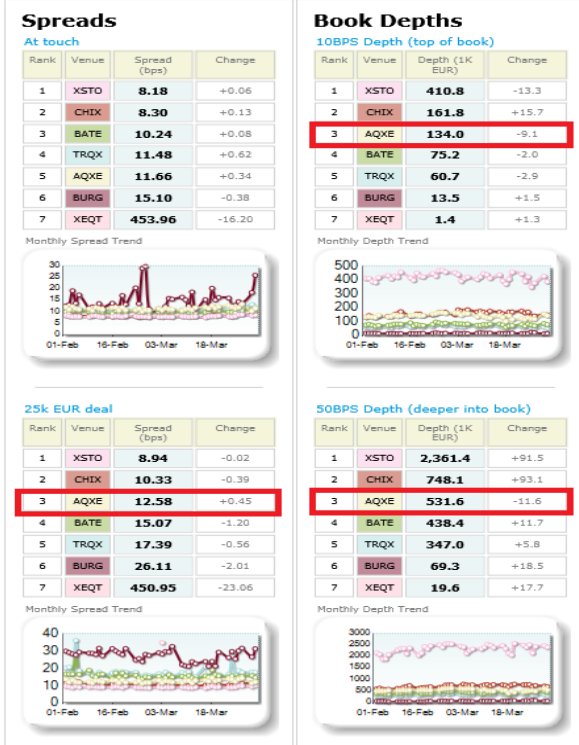 Spreads
At touch
Rank Venue Spread (bps) Change
1 XSTO 8.18 +0.06
2 CHIX 8.30 +0.13
3 BATE 10.24 +0.08
4 TRQX 11.48 +0.62
5 AQXE 11.66 +0.34
6 BURG 15.10 -0.38
7 XEQT 453.96 -16.20
Monthly Spread Trend
30
25
20
15
10
5
0
01-Feb 16-Feb 03-Mar 18-Mar
25k EUR deal
Rank Venue Spread (bps) Change
1 XSTO 8.94 -0.02
2 CHIX 10.33 -0.39
3 AQXE 12.58 +0.45
4 BATE 15.07 -1.20
5 TRQX 17.39 -0.56
6 BURG 26.11 -2.01
7 XEQT 450.95 -23.06
Monthly Spread Trend
40
30
20
10
0
01-Feb 16-Feb 03-Mar 18-Mar
Book Depths
10BPS Depth (top of book)
Rank Venue Depth (1K EUR) Change
1 XSTO 410.8 -13.3
2 CHIX 161.8 +15.7
3 AQXE 134.0 -9.1
4 BATE 75.2 -2.0
5 TRQX 60.7 -2.9
6 BURG 13.5 +1.5
7 XEQT 1.4 +1.3
Monthly Depth Trend
500
400
300
200
100
0
01-Feb 16-Feb 03-Mar 18-Mar
50BPS Depth (deeper into book)
Rank Venue Depth (1K EUR) Change
1 XSTO 2,361.4 +91.5
2 CHIX 748.1 +93.1
3 AQXE 531.6 -11.6
4 BATE 438.4 +11.7
5 TRQX 347.0 +5.8
6 BURG 69.3 +18.5
7 XEQT 19.6 +17.7
Monthly Depth Trend
3000
2500
2000
1500
1000
500
0
01-Feb 16-Feb 03-Mar 18-Mar